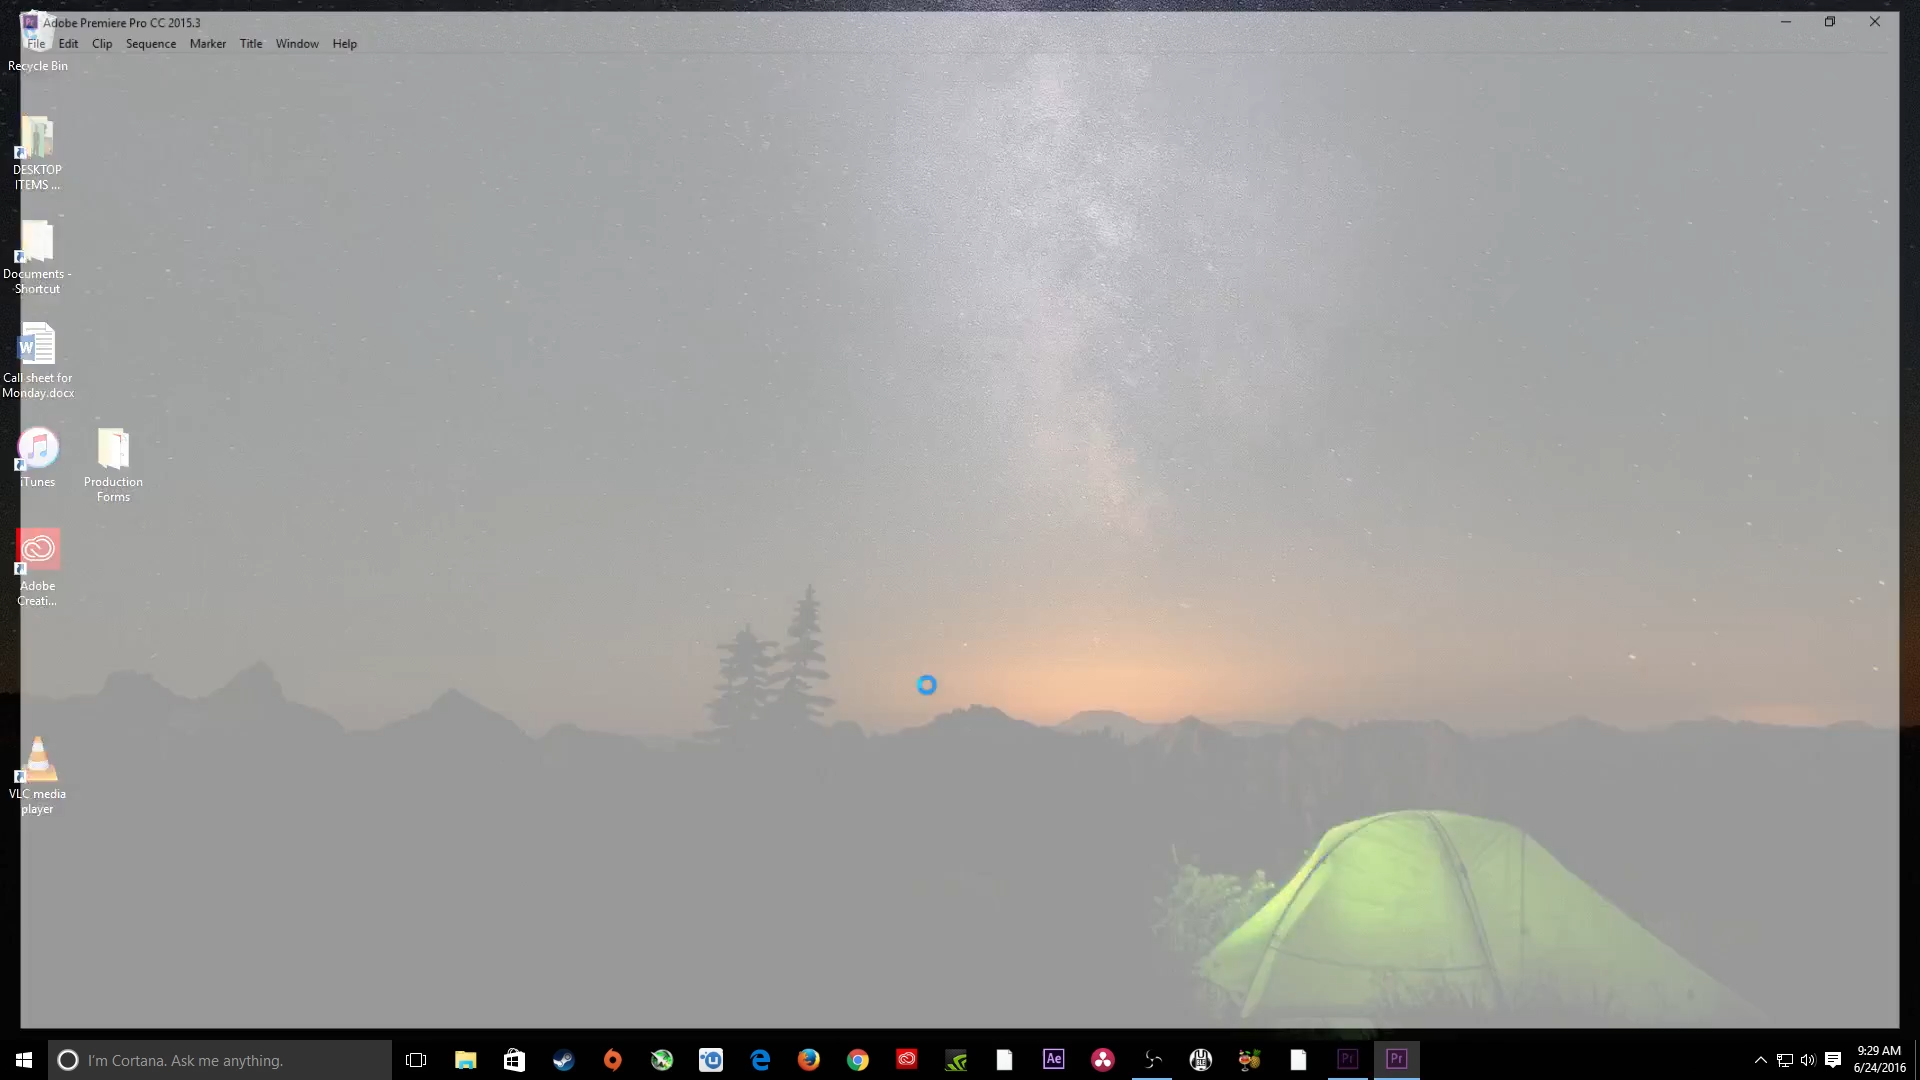 Adobe Premiere Pro CC 2015.3
File Edit Clip Sequence Marker Title Window Help
Recycle Bin
DESKTOP
ITEMS ...
Documents -
Shortcut
Call sheet for
Monday.docx
iTunes
Production
Forms
Adobe
Creati...
VLC media
player
I'm Cortana. Ask me anything.
Ae
Pr
Pr
9:29 AM
6/24/2016